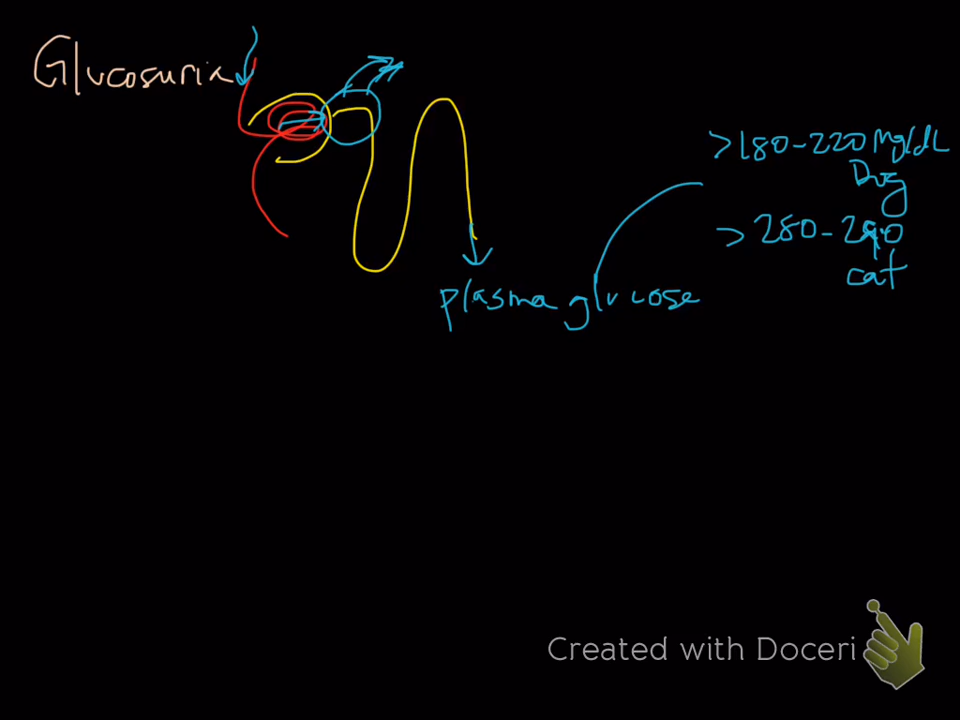 Glucosuria
>180-220 mg/dL
Dog
>280-290
cat
plasma glucose
Created with Doceri